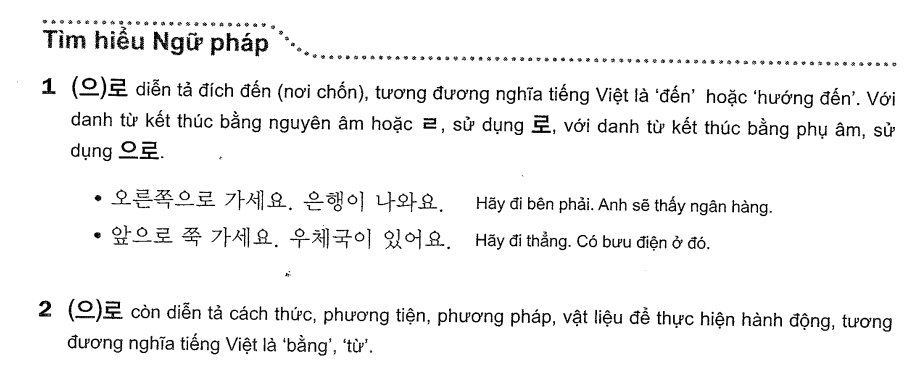 Tìm hiểu Ngữ pháp
1 (으)로 diễn tả đích đến (nơi chốn), tương đương nghĩa tiếng Việt là ‘đến’ hoặc ‘hướng đến’. Với
danh từ kết thúc bằng nguyên âm hoặc ㄹ, sử dụng 로, với danh từ kết thúc bằng phụ âm, sử
dụng 으로.
• 오른쪽으로 가세요. 은행이 나와요. Hãy đi bên phải. Anh sẽ thấy ngân hàng.
• 앞으로 쭉 가세요. 우체국이 있어요. Hãy đi thẳng. Có bưu điện ở đó.
2 (으)로 còn diễn tả cách thức, phương tiện, phương pháp, vật liệu để thực hiện hành động, tương
đương nghĩa tiếng Việt là ‘bằng’, ‘từ’.